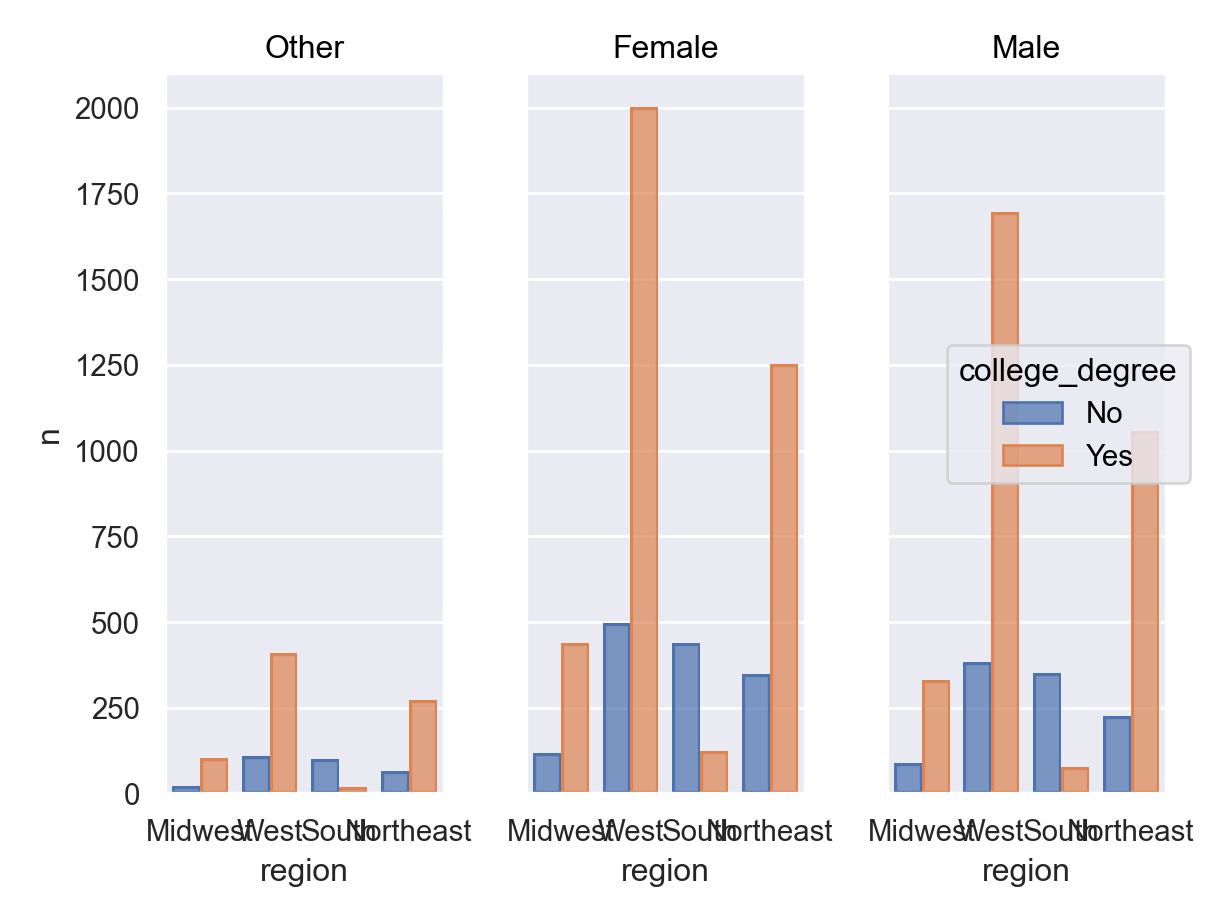 Other Female Male
2000
1750
1500
1250
1000
750
500
250
0
n
college_degree
No
Yes
Midwest West South Northeast Midwest West South Northeast Midwest West South Northeast
region region region